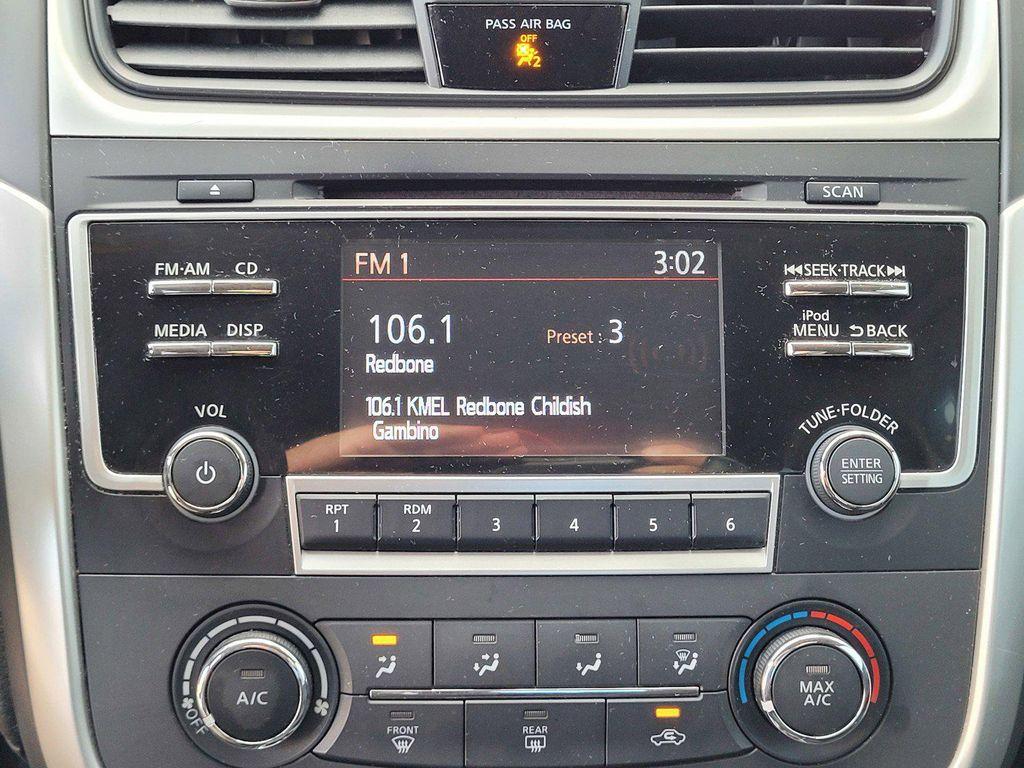 PASS AIR BAG
OFF
2
SCAN
FM·AM CD
MEDIA DISP
VOL
FM 1 3:02
106.1 Preset : 3
Redbone
106.1 KMEL Redbone Childish
Gambino
SEEK·TRACK
iPod
MENU BACK
TUNE·FOLDER
ENTER
SETTING
RPT RDM
1 2 3 4 5 6
A/C
OFF
MAX
A/C
FRONT
REAR